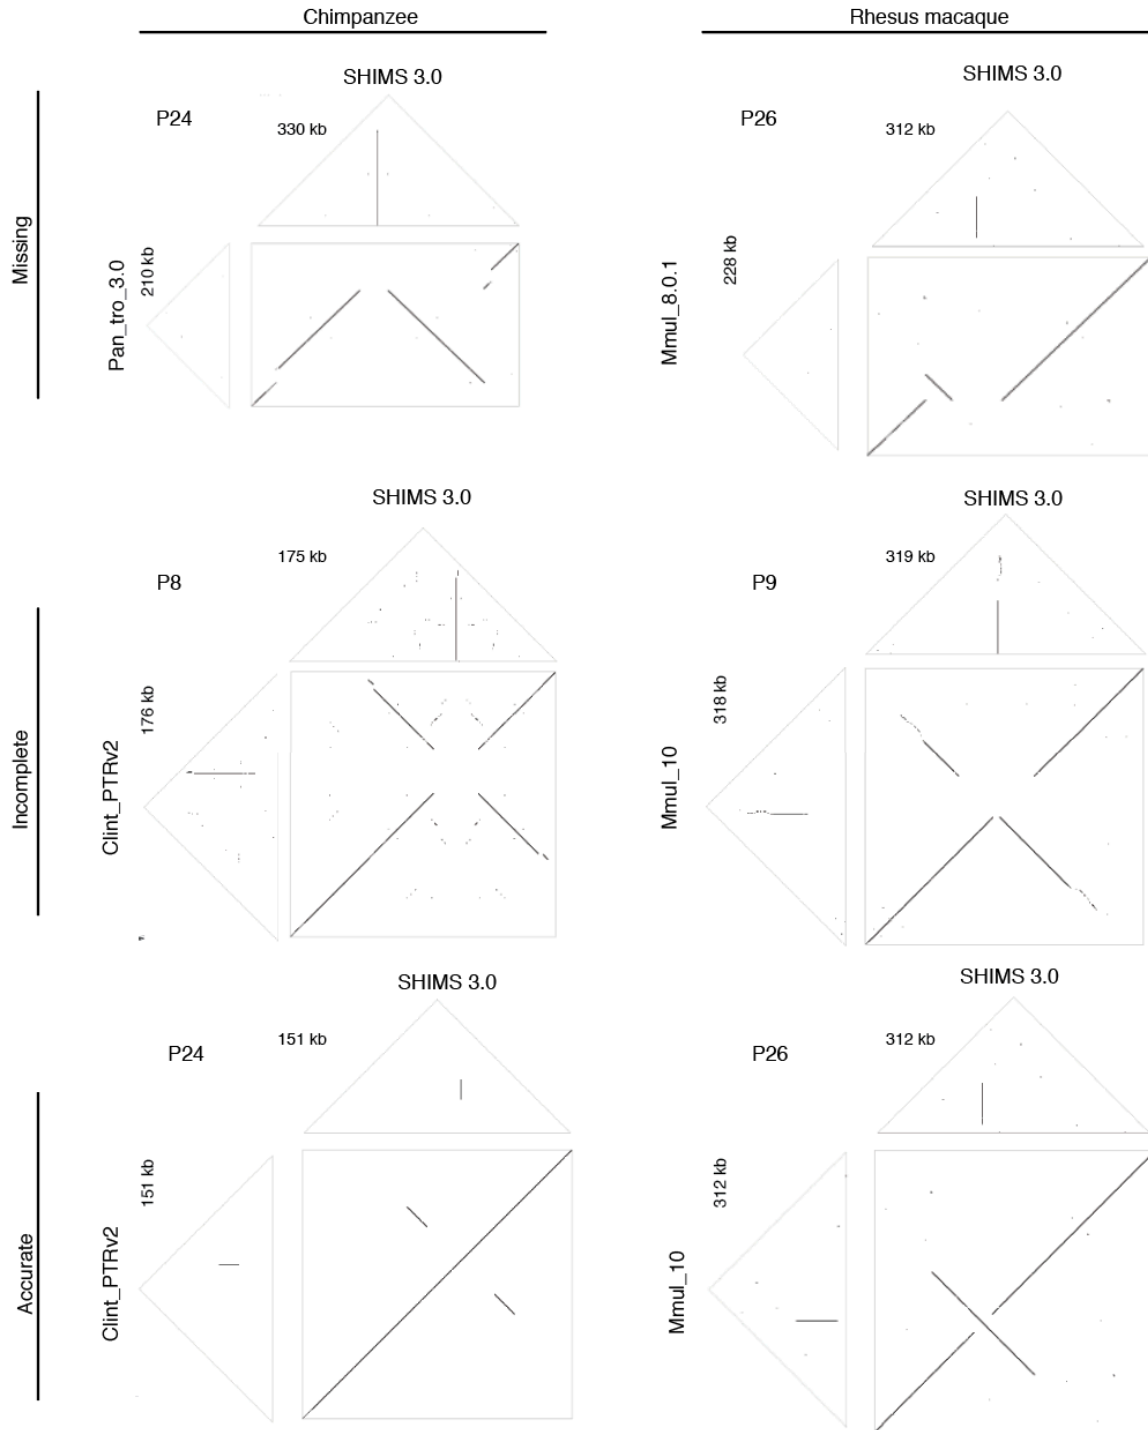 Chimpanzee
Rhesus macaque
Missing
P24
SHIMS 3.0
330 kb
Pan_tro_3.0
210 kb
P26
SHIMS 3.0
312 kb
Mmul_8.0.1
228 kb
Incomplete
P8
SHIMS 3.0
175 kb
Clint_PTRv2
176 kb
P9
SHIMS 3.0
319 kb
Mmul_10
318 kb
Accurate
P24
SHIMS 3.0
151 kb
Clint_PTRv2
151 kb
P26
SHIMS 3.0
312 kb
Mmul_10
312 kb